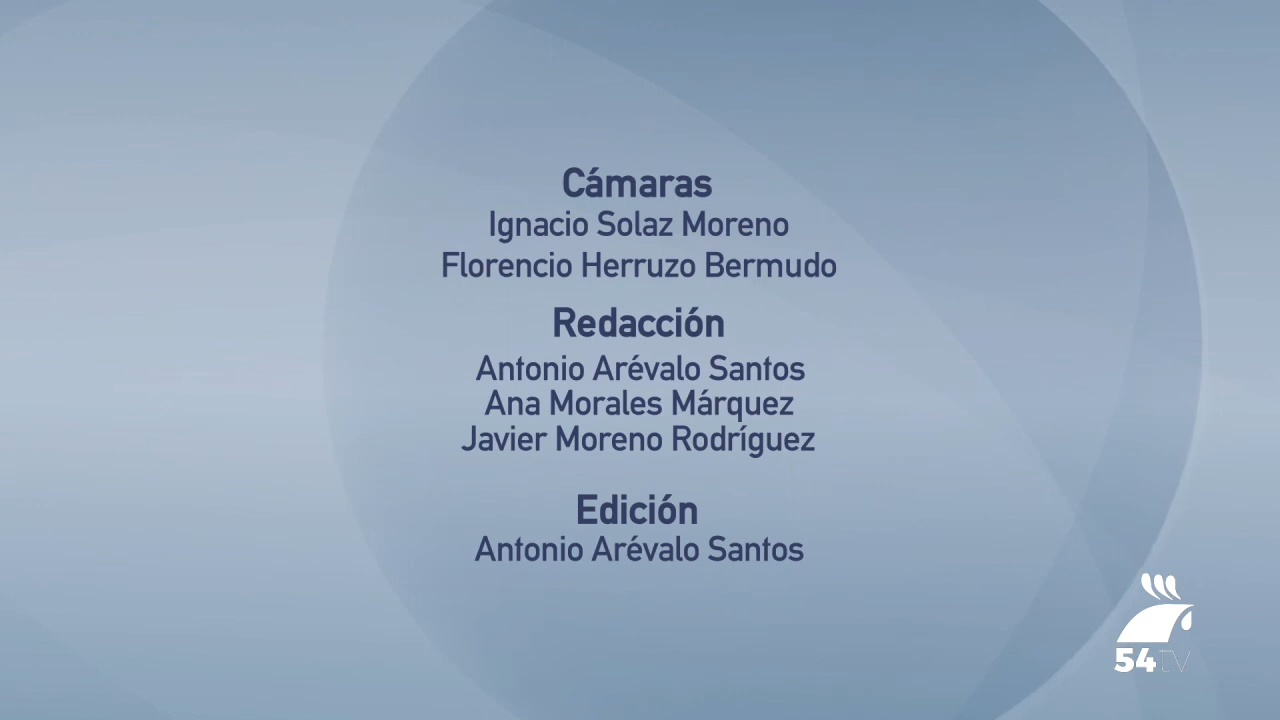 Cámaras
Ignacio Solaz Moreno
Florencio Herruzo Bermudo
Redacción
Antonio Arévalo Santos
Ana Morales Márquez
Javier Moreno Rodríguez
Edición
Antonio Arévalo Santos
54TV